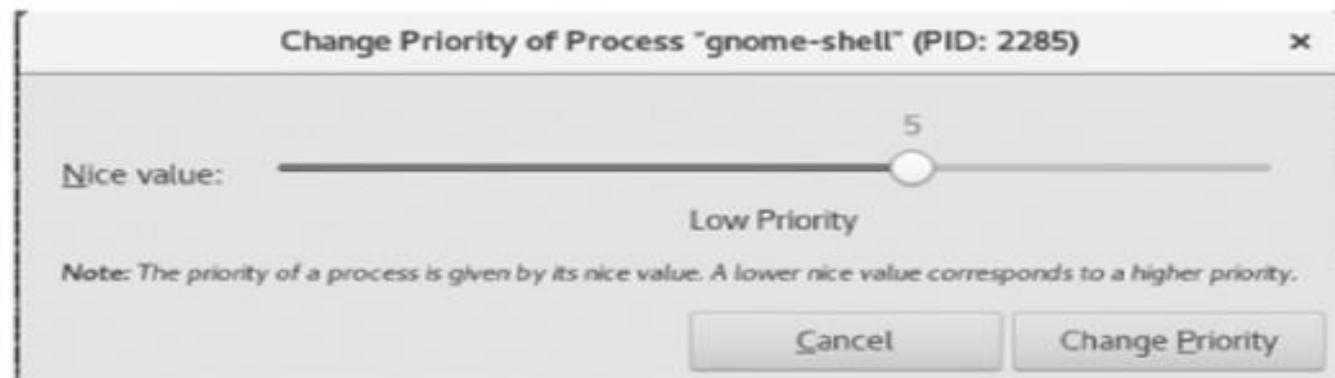 Change Priority of Process "gnome-shell" (PID: 2285) ×
5
Nice value:
Low Priority
Note: The priority of a process is given by its nice value. A lower nice value corresponds to a higher priority.
Cancel Change Priority